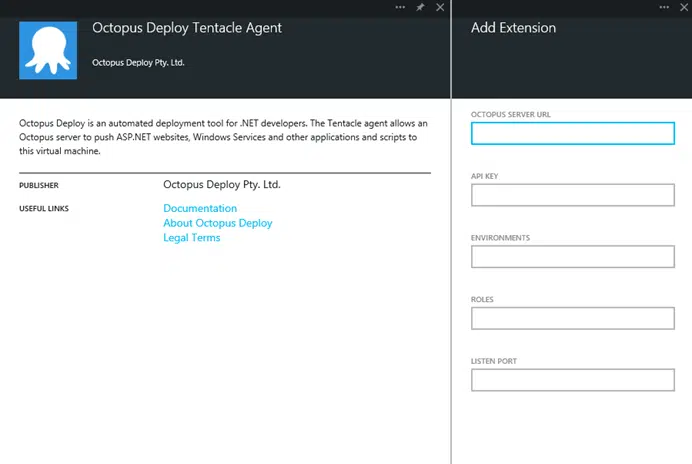 Octopus Deploy Tentacle Agent
Octopus Deploy Pty. Ltd.
Octopus Deploy is an automated deployment tool for .NET developers. The Tentacle agent allows an
Octopus server to push ASP.NET websites, Windows Services and other applications and scripts to
this virtual machine.
PUBLISHER Octopus Deploy Pty. Ltd.
USEFUL LINKS Documentation
About Octopus Deploy
Legal Terms
Add Extension
OCTOPUS SERVER URL
API KEY
ENVIRONMENTS
ROLES
LISTEN PORT